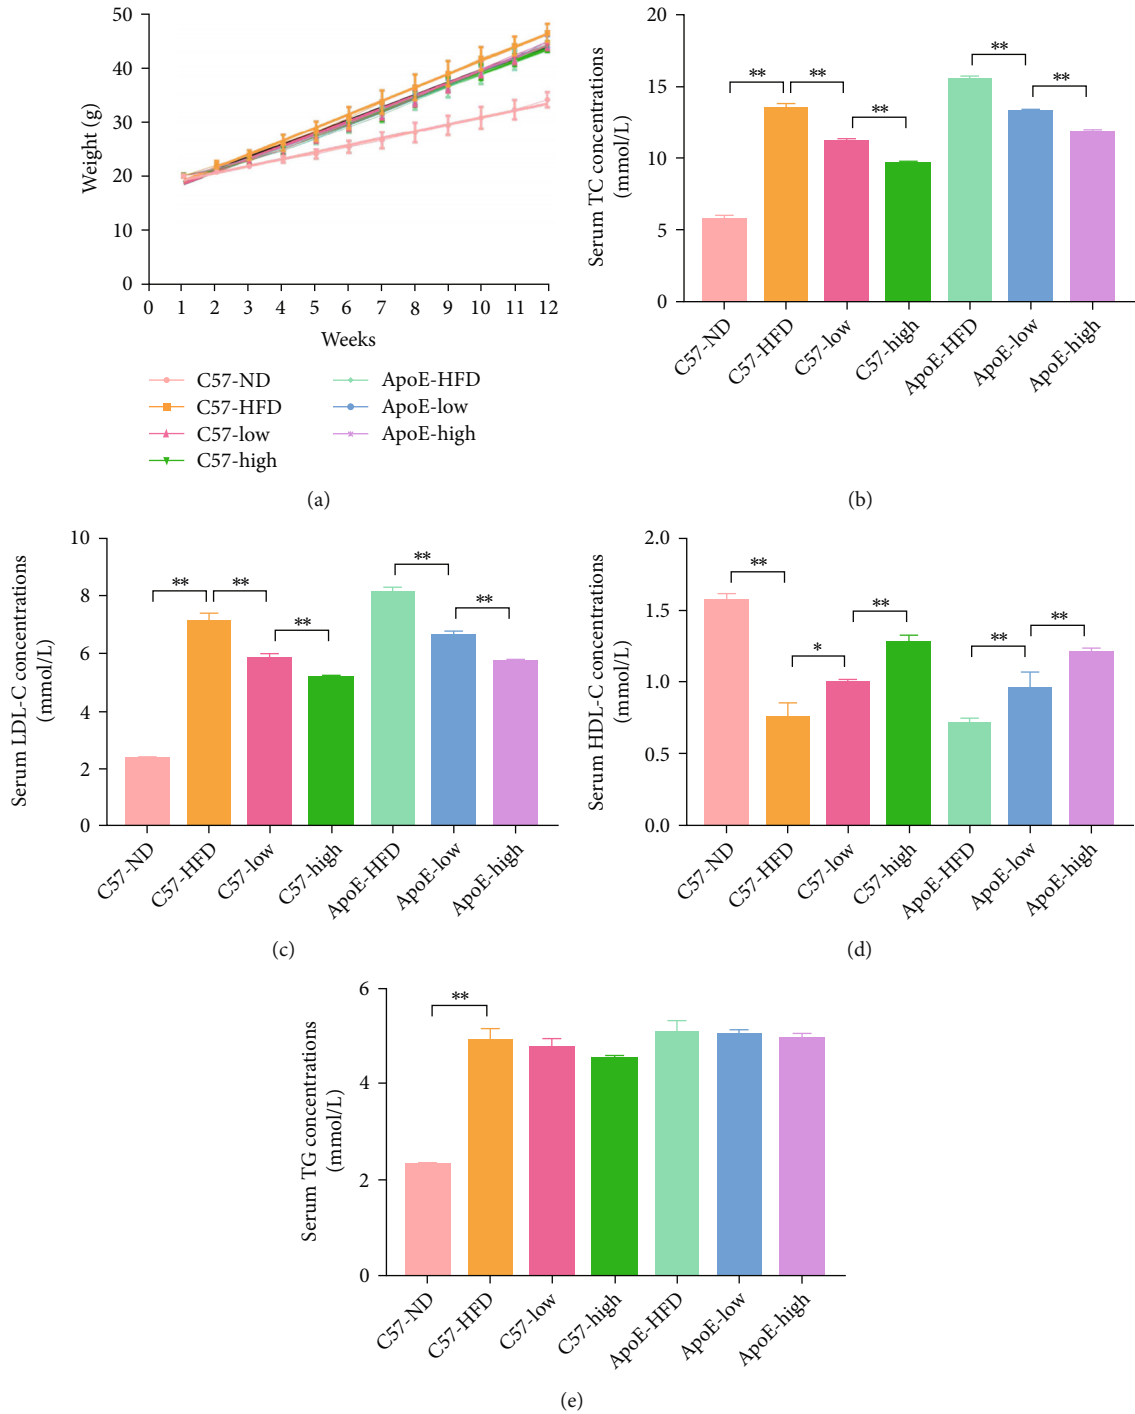 50
40
30
20
10
0
Weight (g)
0 1 2 3 4 5 6 7 8 9 10 11 12
Weeks
C57-ND
C57-HFD
C57-low
C57-high
ApoE-HFD
ApoE-low
ApoE-high
(a)
20
15
10
5
0
Serum TC concentrations
(mmol/L)
** ** ** ** **
C57-ND C57-HFD C57-low C57-high ApoE-HFD ApoE-low ApoE-high
(b)
10
8
6
4
2
0
Serum LDL-C concentrations
(mmol/L)
** ** ** ** **
C57-ND C57-HFD C57-low C57-high ApoE-HFD ApoE-low ApoE-high
(c)
2.0
1.5
1.0
0.5
0.0
Serum HDL-C concentrations
(mmol/L)
** * ** ** **
C57-ND C57-HFD C57-low C57-high ApoE-HFD ApoE-low ApoE-high
(d)
6
4
2
0
Serum TG concentrations
(mmol/L)
**
C57-ND C57-HFD C57-low C57-high ApoE-HFD ApoE-low ApoE-high
(e)